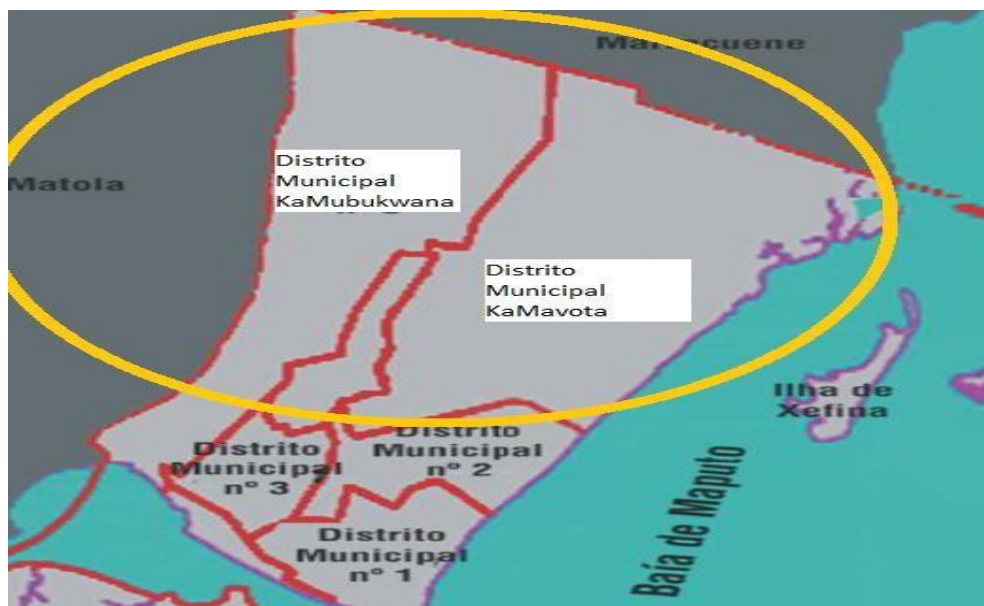 Marracuene
Distrito
Municipal
KaMubukwana
Matola
Distrito
Municipal
KaMavota
Ilha de
Xefina
Distrito
Municipal
nº 3
Distrito
Municipal
nº 2
Distrito
Municipal
nº 1
Baía de Maputo